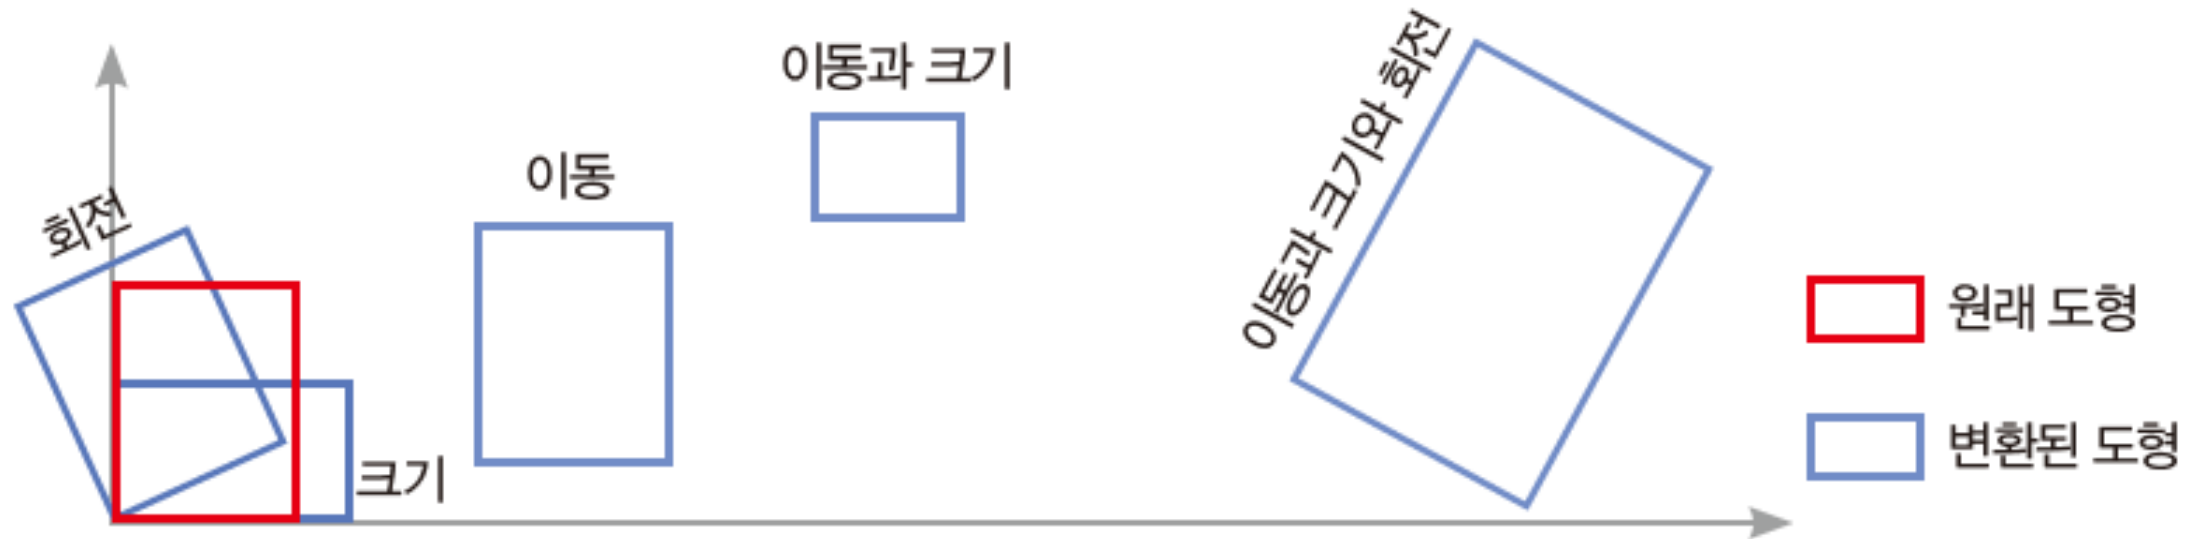 회전
크기
이동
이동과 크기
이동과 크기와 회전
원래 도형
변환된 도형